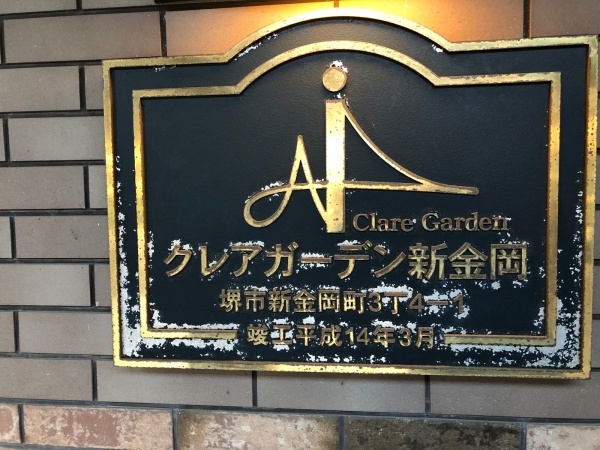 Clare Garden
クレアガーデン新金岡
堺市新金岡町3丁4ー1
竣工平成14年3月